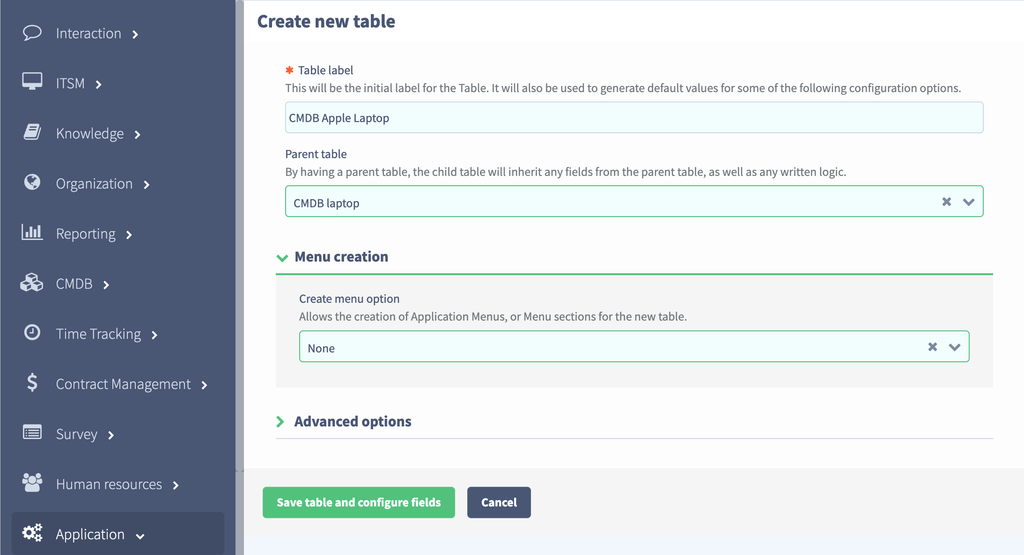 Interaction
ITSM
Knowledge
Organization
Reporting
CMDB
Time Tracking
Contract Management
Survey
Human resources
Application
Create new table
✱ Table label
This will be the initial label for the Table. It will also be used to generate default values for some of the following configuration options.
CMDB Apple Laptop
Parent table
By having a parent table, the child table will inherit any fields from the parent table, as well as any written logic.
CMDB laptop
Menu creation
Create menu option
Allows the creation of Application Menus, or Menu sections for the new table.
None
Advanced options
Save table and configure fields
Cancel